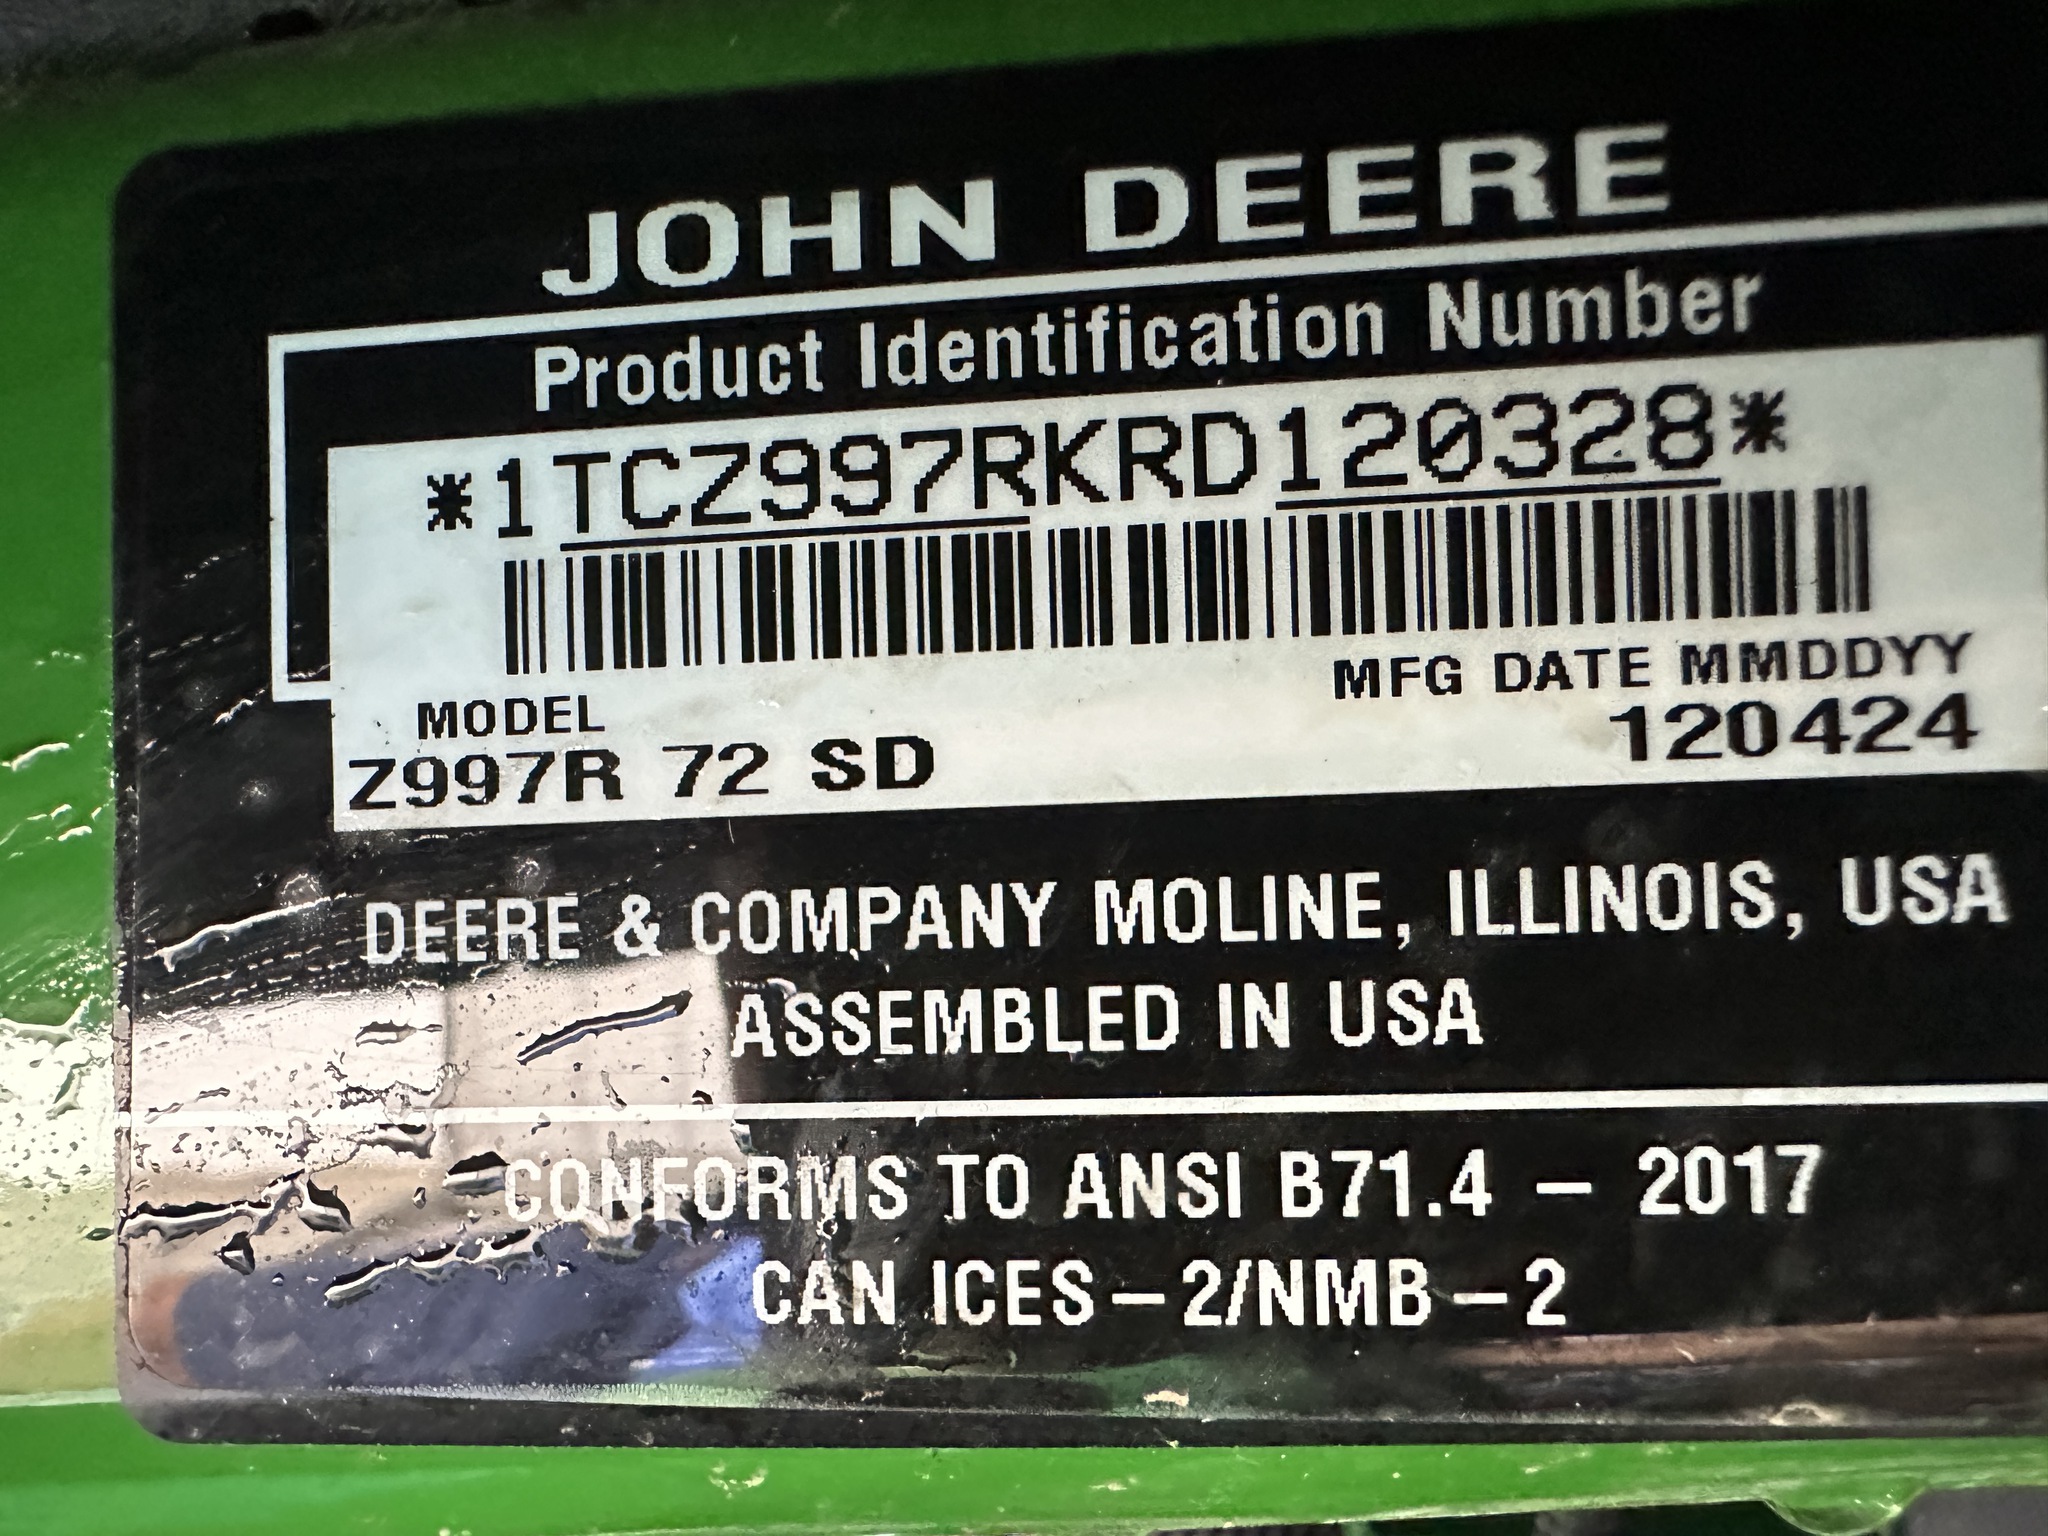 JOHN DEERE
Product Identification Number
*1TCZ997RKRD120328*
MFG DATE MMDDYY
MODEL
120424
Z997R 72 SD
DEERE & COMPANY MOLINE, ILLINOIS, USA
ASSEMBLED IN USA
CONFORMS TO ANSI B71.4 – 2017
CAN ICES – 2/NMB – 2